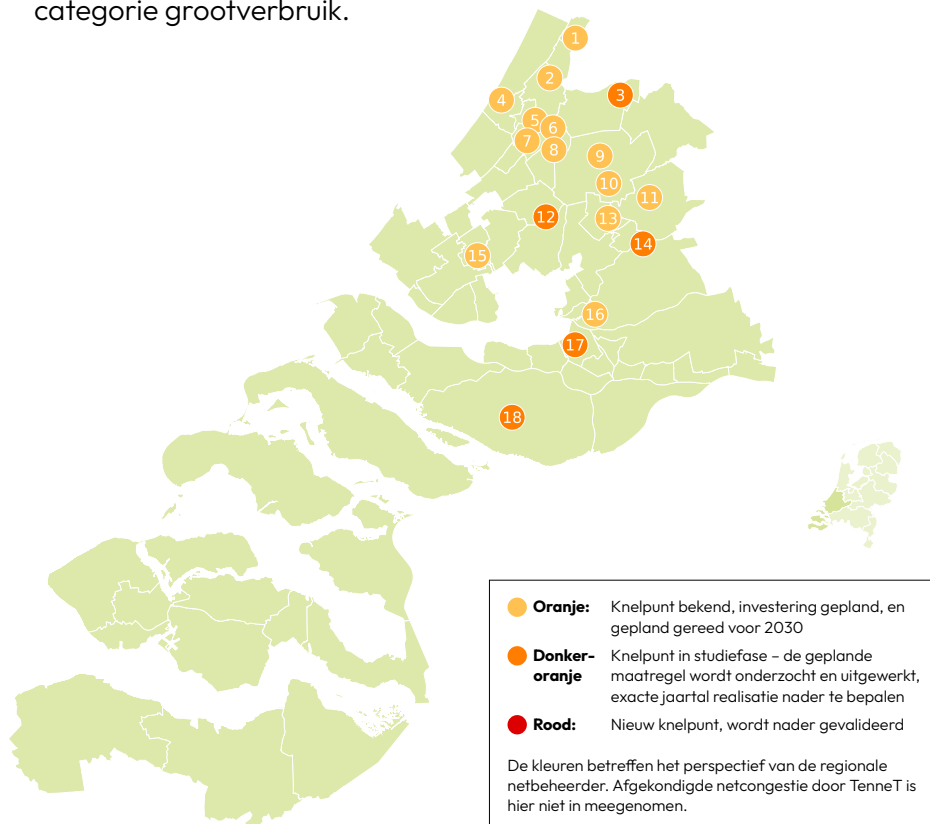 categorie grootverbruik.
1
2
3
4
5
6
7
8
9
10
11
12
13
14
15
16
17
18
Oranje: Knelpunt bekend, investering gepland, en
gepland gereed voor 2030
Donker- Knelpunt in studiefase – de geplande
oranje maatregel wordt onderzocht en uitgewerkt,
exacte jaartal realisatie nader te bepalen
Rood: Nieuw knelpunt, wordt nader gevalideerd
De kleuren betreffen het perspectief van de regionale
netbeheerder. Afgekondigde netcongestie door TenneT is
hier niet in meegenomen.